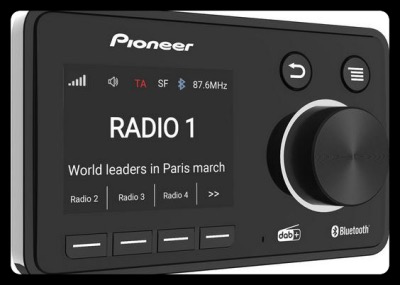 Pioneer
TA SF 87.6MHz
RADIO 1
World leaders in Paris march
Radio 2 Radio 3 Radio 4 >>
dab+ Bluetooth